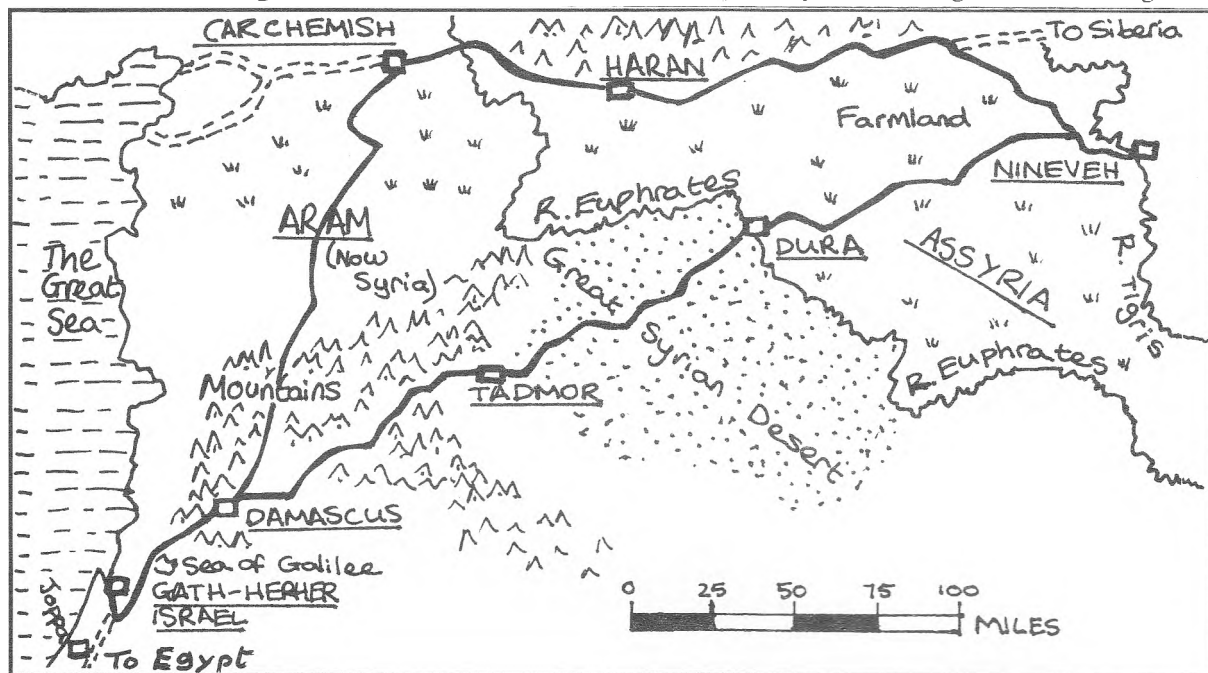 CARCHEMISH
To Siberia
HARAN
Farmland
NINEVEH
R. Euphrates
ARAM
(Now
Syria)
The
Great
Sea
Great
Syrian
Desert
DURA
ASSYRIA
R. Tigris
R. Euphrates
Mountains
TADMOR
DAMASCUS
Sea of Galilee
GATH-HEPHER
ISRAEL
Joppa
To Egypt
0 25 50 75 100
MILES